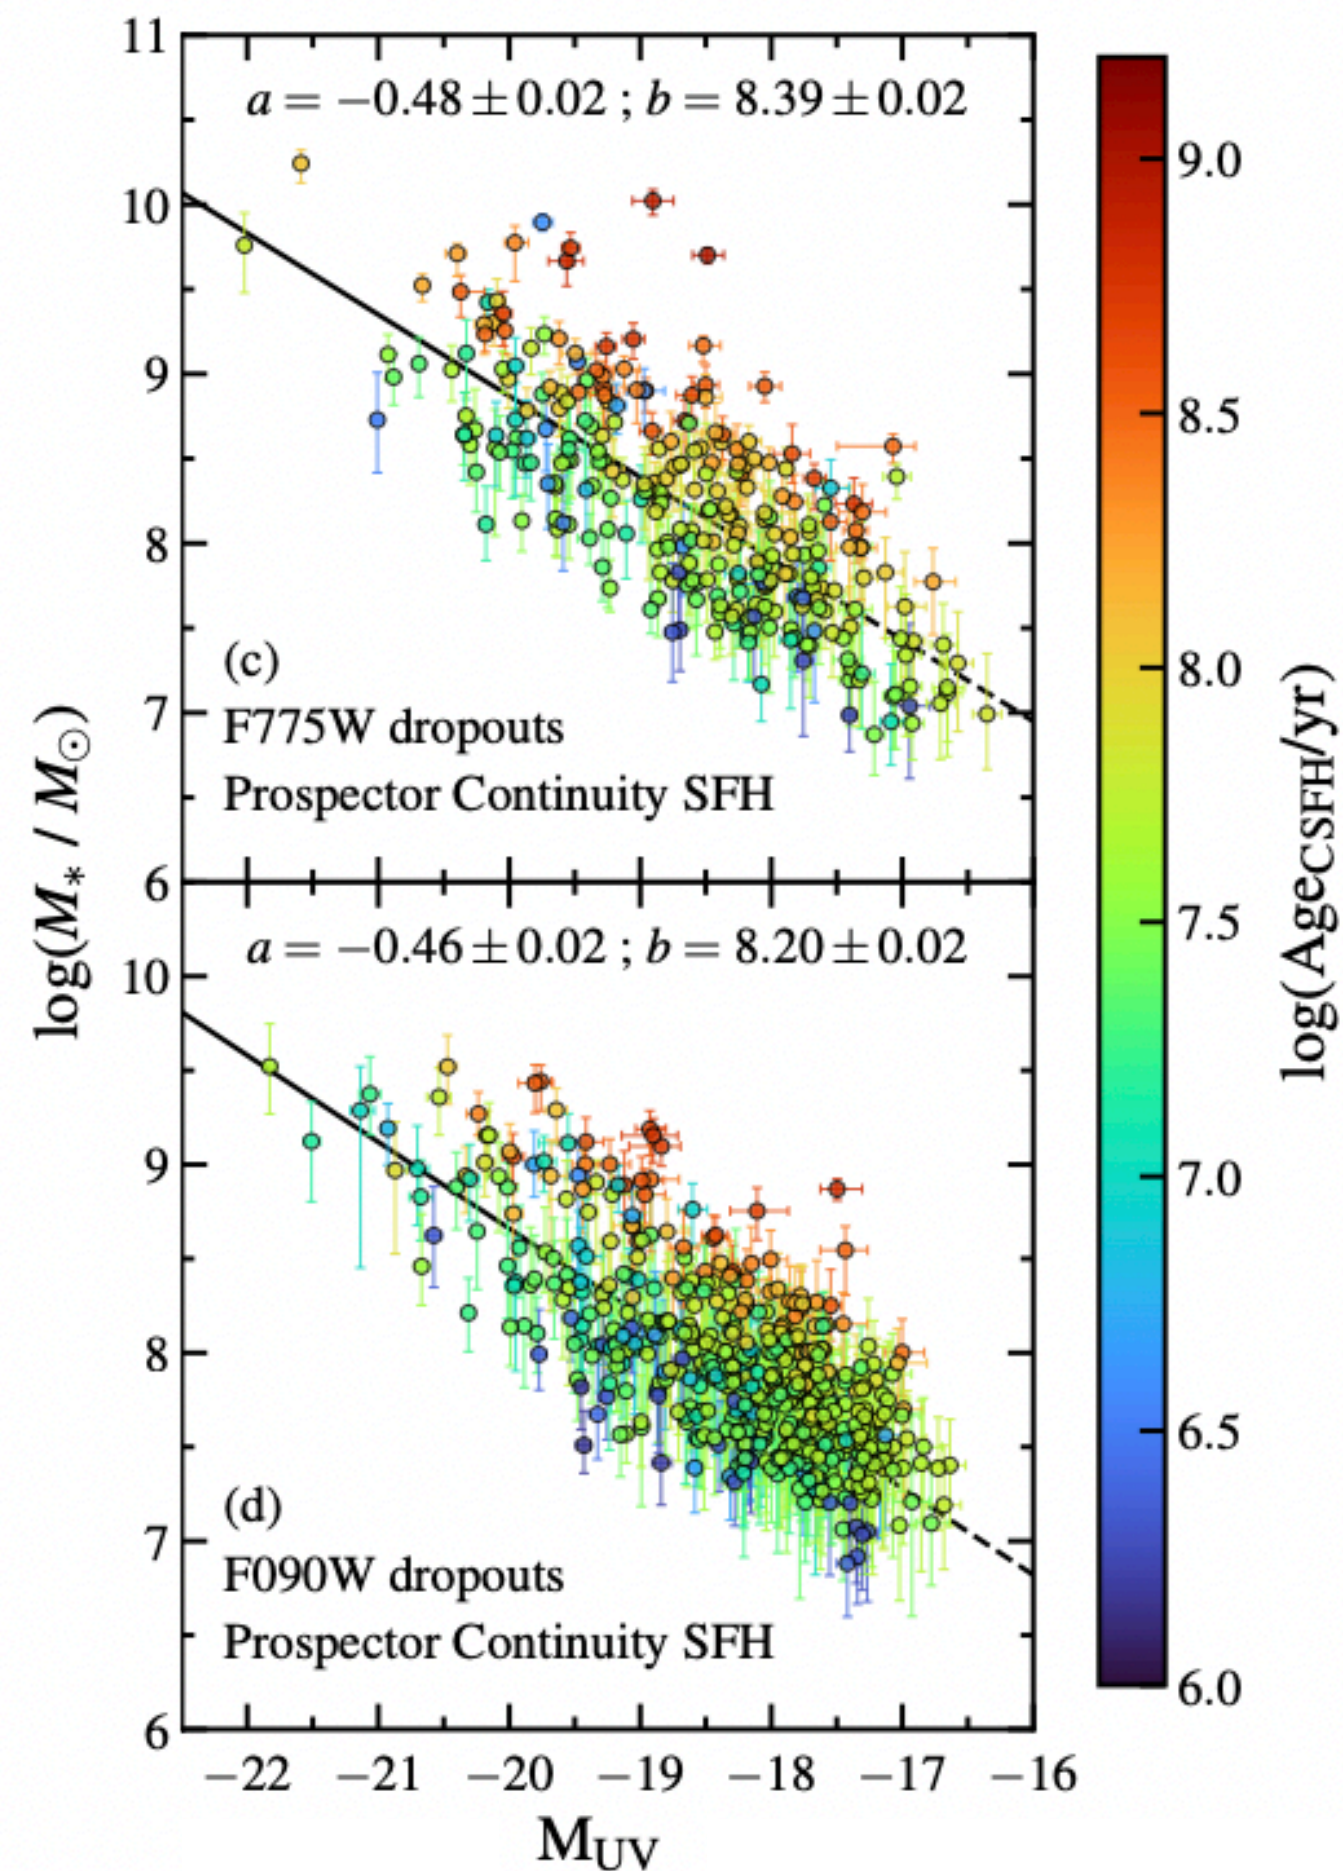 11
a = −0.48 ± 0.02 ; b = 8.39 ± 0.02
10
9
8
7
6
(c)
F775W dropouts
Prospector Continuity SFH
log(M* / M⊙)
a = −0.46 ± 0.02 ; b = 8.20 ± 0.02
10
9
8
7
6
(d)
F090W dropouts
Prospector Continuity SFH
−22 −21 −20 −19 −18 −17 −16
MUV
9.0
8.5
8.0
7.5
7.0
6.5
6.0
log(AgeCSFH/yr)